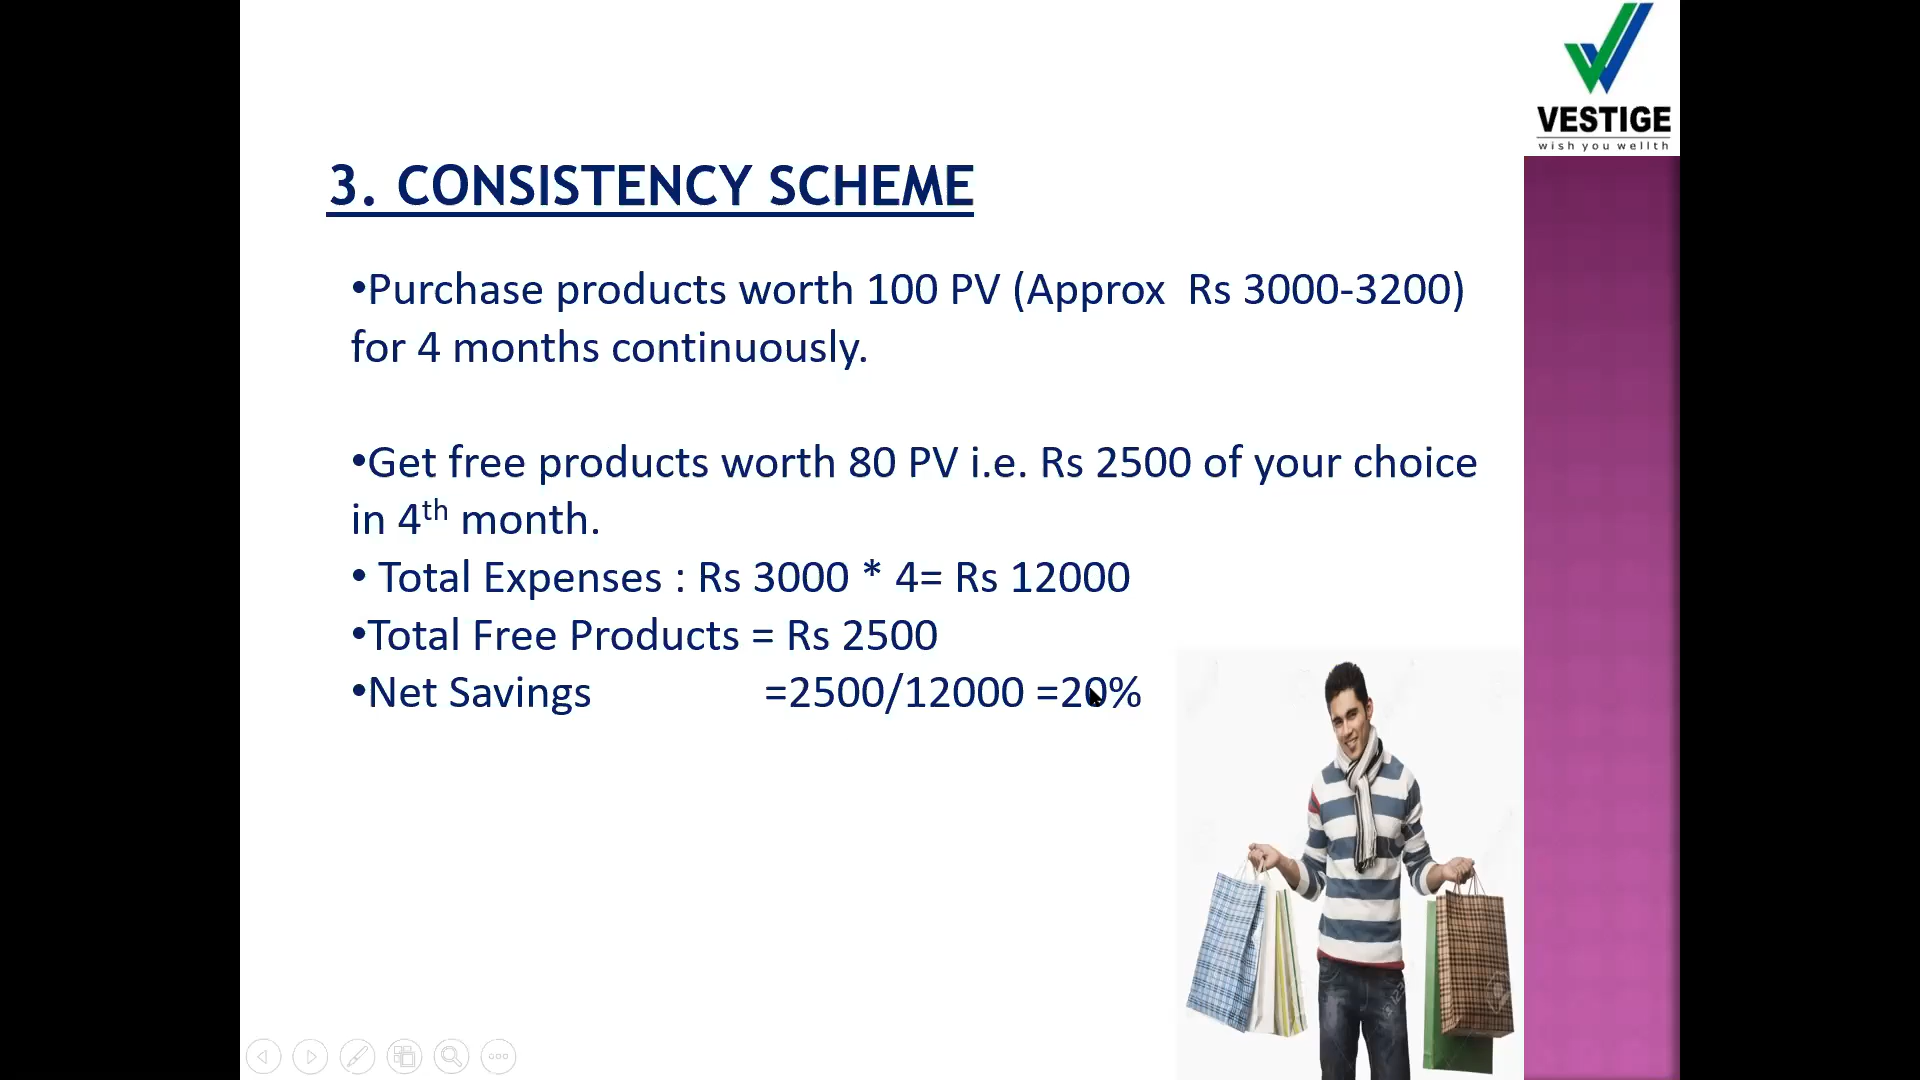 VESTIGE
wish you wellth
3. CONSISTENCY SCHEME
•Purchase products worth 100 PV (Approx Rs 3000-3200)
for 4 months continuously.
•Get free products worth 80 PV i.e. Rs 2500 of your choice
in 4th month.
• Total Expenses : Rs 3000 * 4= Rs 12000
•Total Free Products = Rs 2500
•Net Savings =2500/12000 =20%